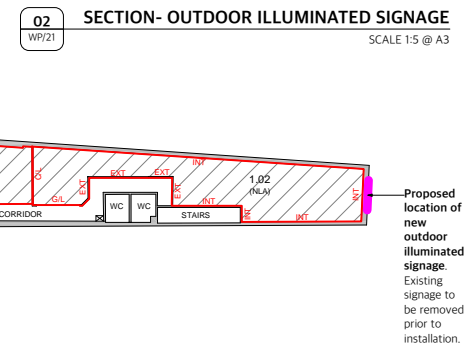 02
WP/21
SECTION- OUTDOOR ILLUMINATED SIGNAGE
SCALE 1:5 @ A3
INT
C/L
EXT
EXT
EXT
G/L
EXT
1.02
(NLA)
INT
INT
WC
WC
STAIRS
INT
INT
CORRIDOR
Proposed
location of
new
outdoor
illuminated
signage.
Existing
signage to
be removed
prior to
installation.